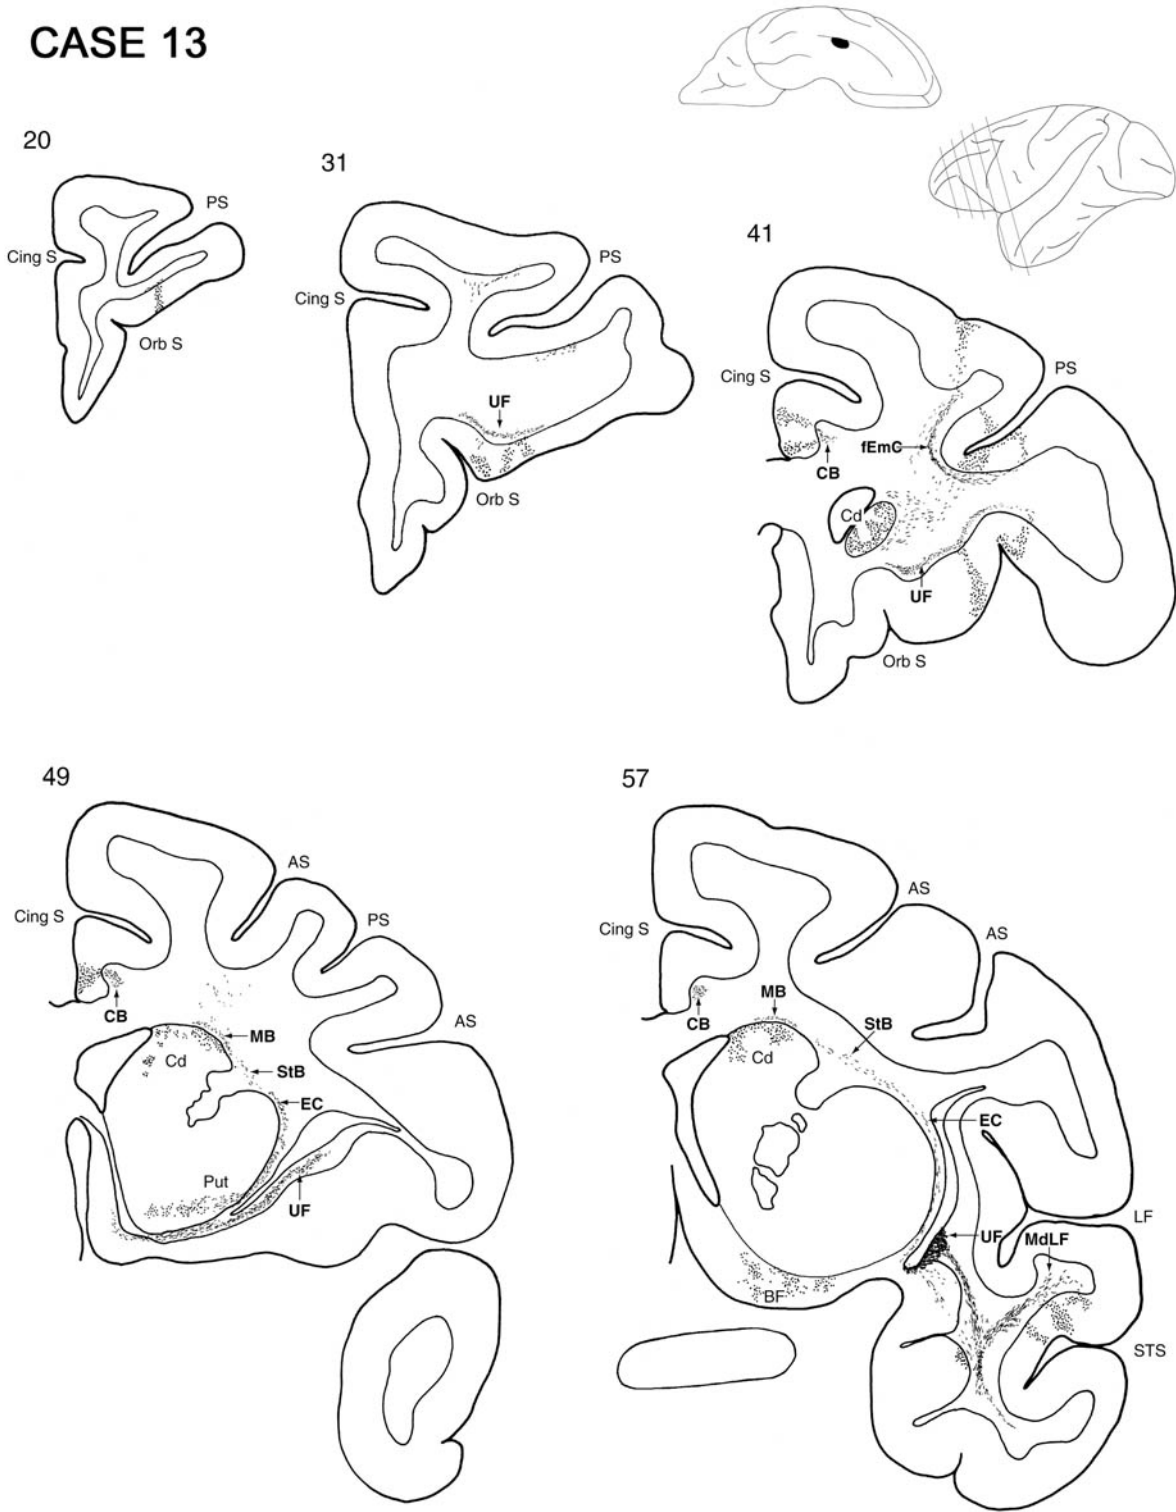 CASE 13
20
PS
Cing S
Orb S
31
PS
Cing S
UF
Orb S
41
PS
Cing S
CB
fEmC
Cd
UF
Orb S
49
AS
Cing S
PS
CB
AS
MB
Cd
StB
EC
Put
UF
57
AS
Cing S
AS
MB
CB
StB
Cd
EC
LF
UF
MdLF
BF
STS